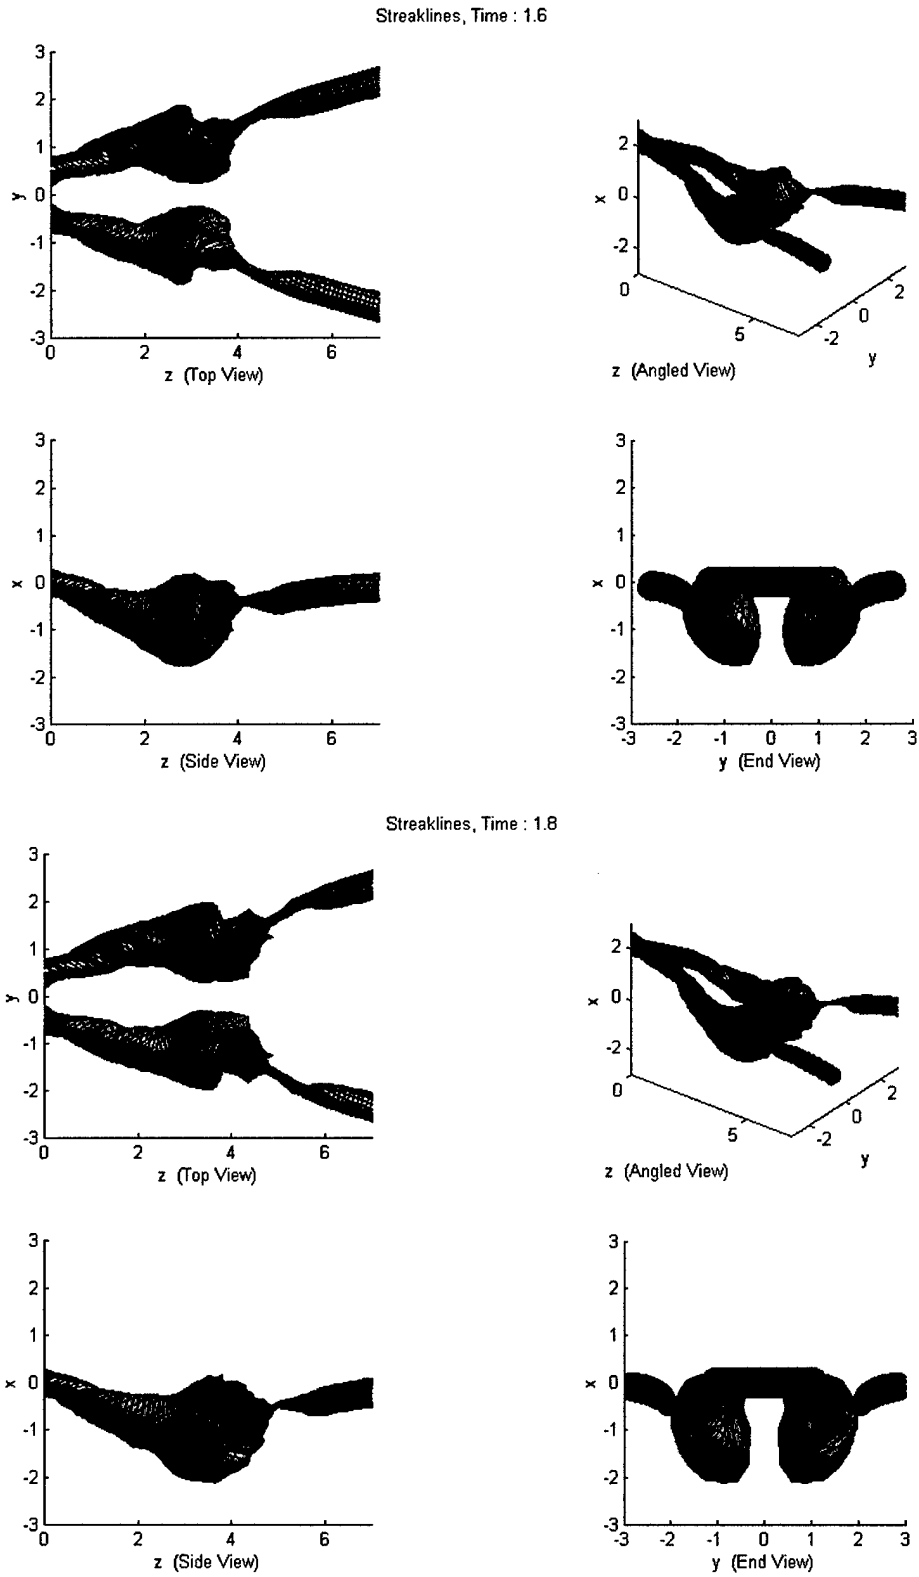 Streaklines, Time : 1.6
3
2
1
0
-1
-2
-3
y
0 2 4 6
z (Top View)
2
0
-2
x
0
5
-2
0
2
y
z (Angled View)
3
2
1
0
-1
-2
-3
x
0 2 4 6
z (Side View)
3
2
1
0
-1
-2
-3
x
-3 -2 -1 0 1 2 3
y (End View)
Streaklines, Time : 1.8
3
2
1
0
-1
-2
-3
y
0 2 4 6
z (Top View)
2
0
-2
x
0
5
-2
0
2
y
z (Angled View)
3
2
1
0
-1
-2
-3
x
0 2 4 6
z (Side View)
3
2
1
0
-1
-2
-3
x
-3 -2 -1 0 1 2 3
y (End View)